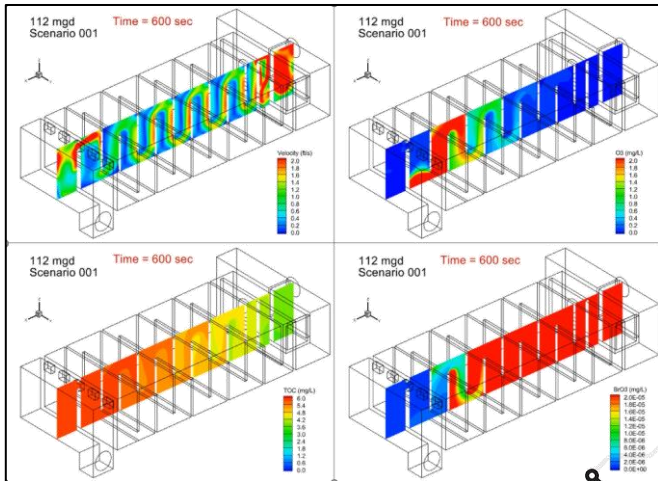 112 mgd
Scenario 001
Time = 600 sec
Velocity (ft/s)
2.0
1.8
1.6
1.4
1.2
1.0
0.8
0.6
0.4
0.2
0.0
112 mgd
Scenario 001
Time = 600 sec
O3 (mg/L)
2.0
1.8
1.6
1.4
1.2
1.0
0.8
0.6
0.4
0.2
0.0
112 mgd
Scenario 001
Time = 600 sec
TOC (mg/L)
6.0
5.4
4.8
4.2
3.6
3.0
2.4
1.8
1.2
0.6
0.0
112 mgd
Scenario 001
Time = 600 sec
BrO3 (mg/L)
2.0E-05
1.8E-05
1.6E-05
1.4E-05
1.2E-05
1.0E-05
8.0E-06
6.0E-06
4.0E-06
2.0E-06
0.0E+00